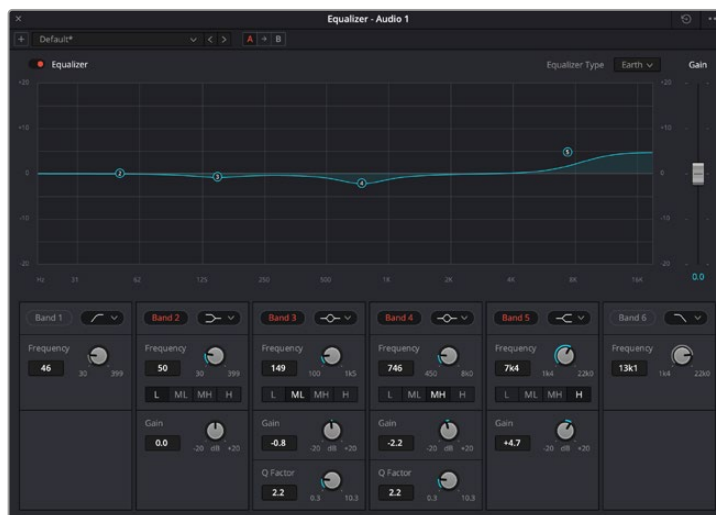 Equalizer - Audio 1
Default*
A B
Equalizer
Equalizer Type Earth Gain
+20 +20
+10 +10
0 0
-10 -10
-20 -20
2 3 4 5
Hz 31 62 125 250 500 1K 2K 4K 8K 16K
0.0
Band 1 Band 2 Band 3 Band 4 Band 5 Band 6
Frequency Frequency Frequency Frequency Frequency Frequency
46 50 149 746 7k4 13k1
30 399 30 399 100 1k5 450 8k0 1k4 22k0 1k4 22k0
L ML MH H L ML MH H L ML MH H L ML MH H
Gain Gain Gain Gain
0.0 -0.8 -2.2 +4.7
-20 dB +20 -20 dB +20 -20 dB +20 -20 dB +20
Q Factor Q Factor
2.2 2.2
0.3 10.3 0.3 10.3